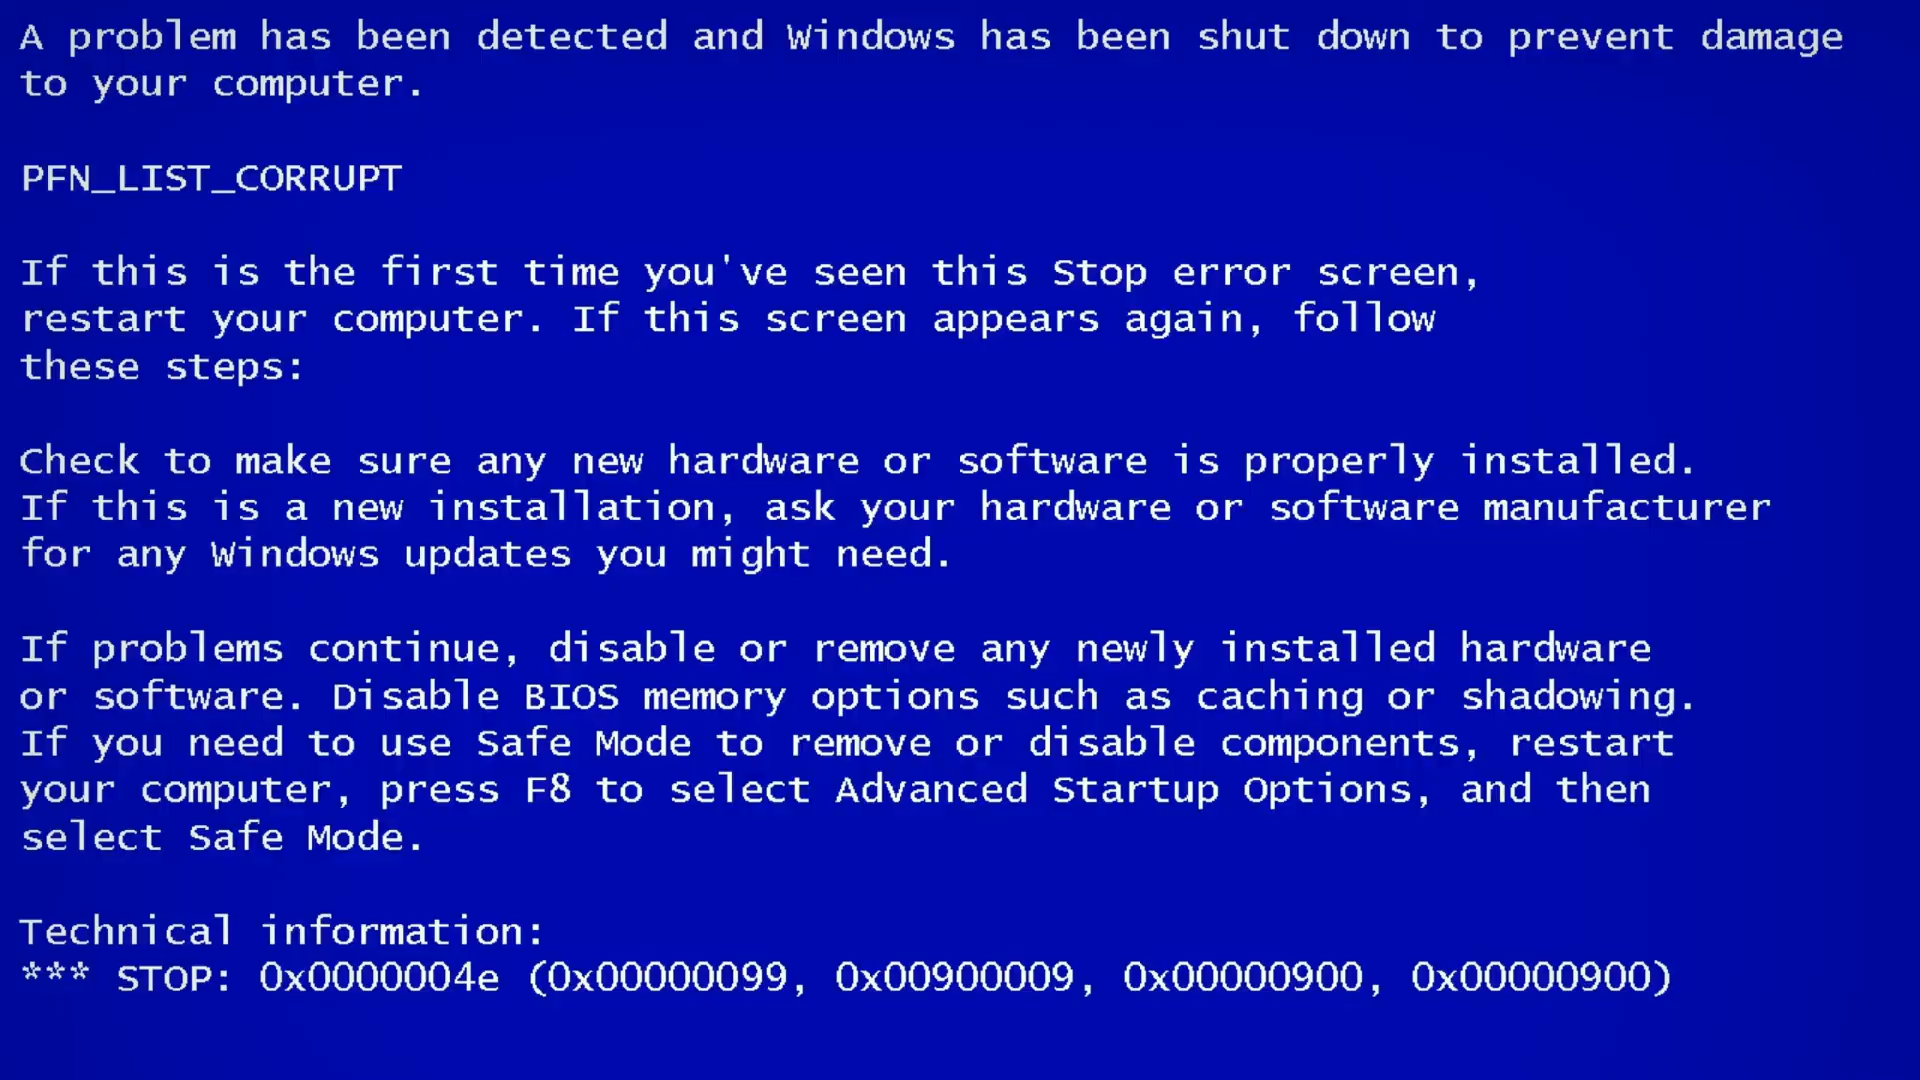 A problem has been detected and Windows has been shut down to prevent damage
to your computer.
PFN_LIST_CORRUPT
If this is the first time you've seen this Stop error screen,
restart your computer. If this screen appears again, follow
these steps:
Check to make sure any new hardware or software is properly installed.
If this is a new installation, ask your hardware or software manufacturer
for any Windows updates you might need.
If problems continue, disable or remove any newly installed hardware
or software. Disable BIOS memory options such as caching or shadowing.
If you need to use Safe Mode to remove or disable components, restart
your computer, press F8 to select Advanced Startup Options, and then
select Safe Mode.
Technical information:
*** STOP: 0x0000004e (0x00000099, 0x00900009, 0x00000900, 0x00000900)